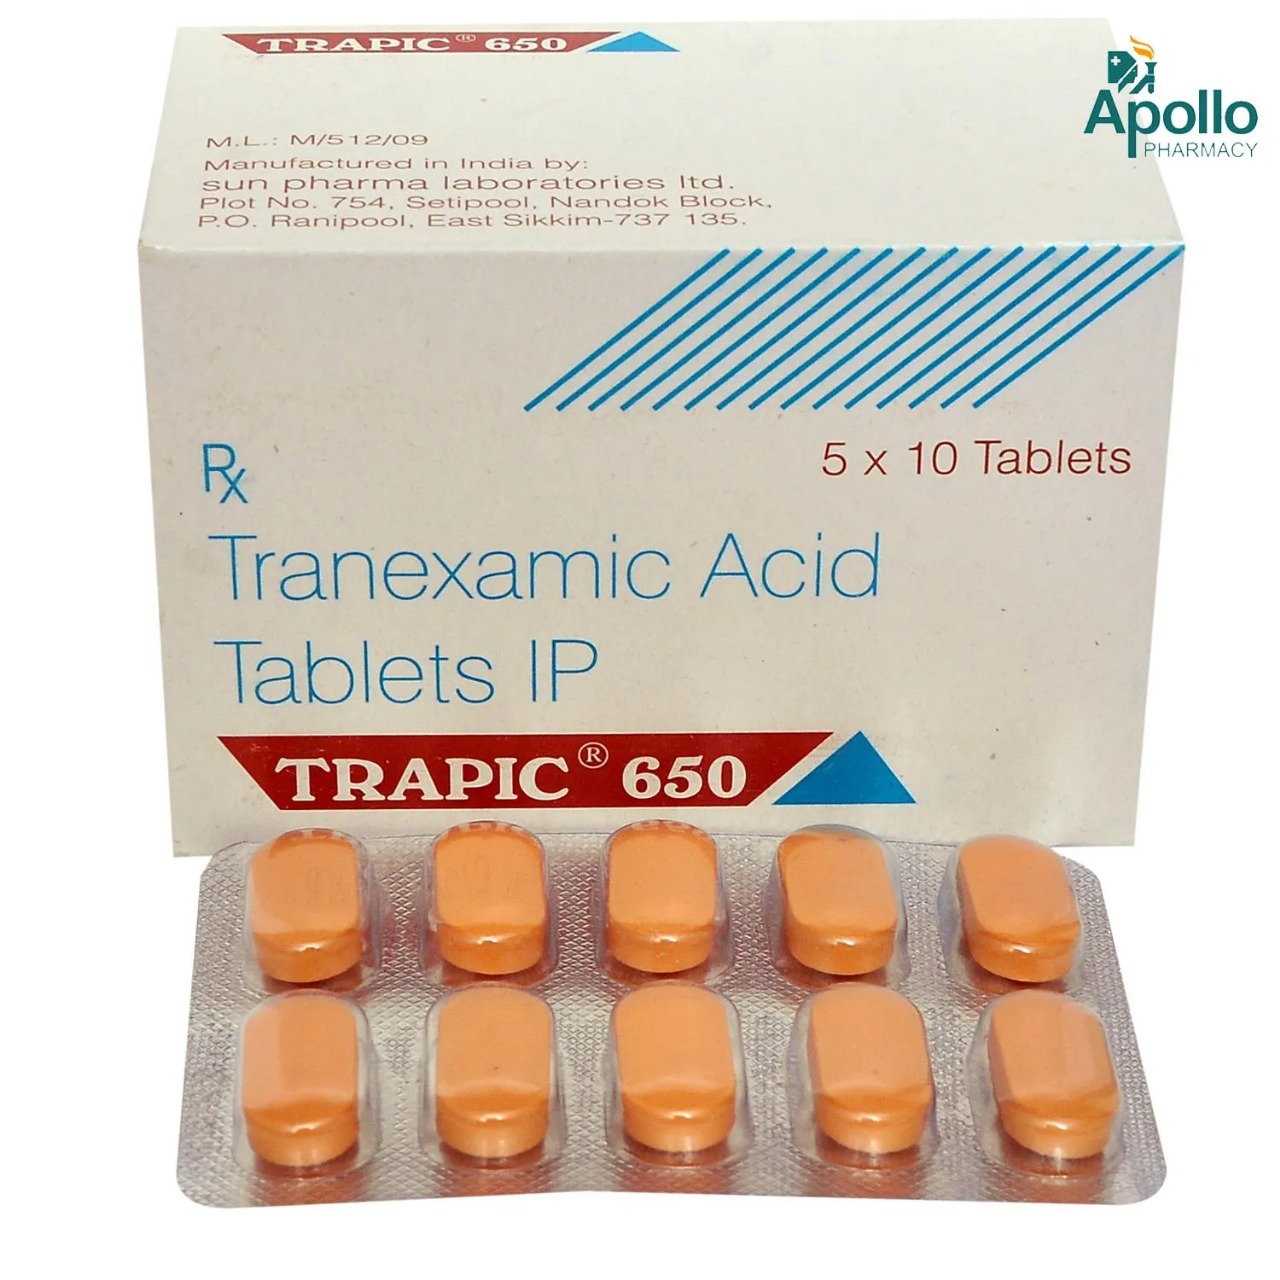 TRAPIC® 650
Apollo
PHARMACY
M.L.: M/512/09
Manufactured in India by:
sun pharma laboratories ltd.
Plot No. 754, Setipool, Nandok Block,
P.O. Ranipool, East Sikkim-737 135.
5 x 10 Tablets
Rx
Tranexamic Acid
Tablets IP
TRAPIC® 650